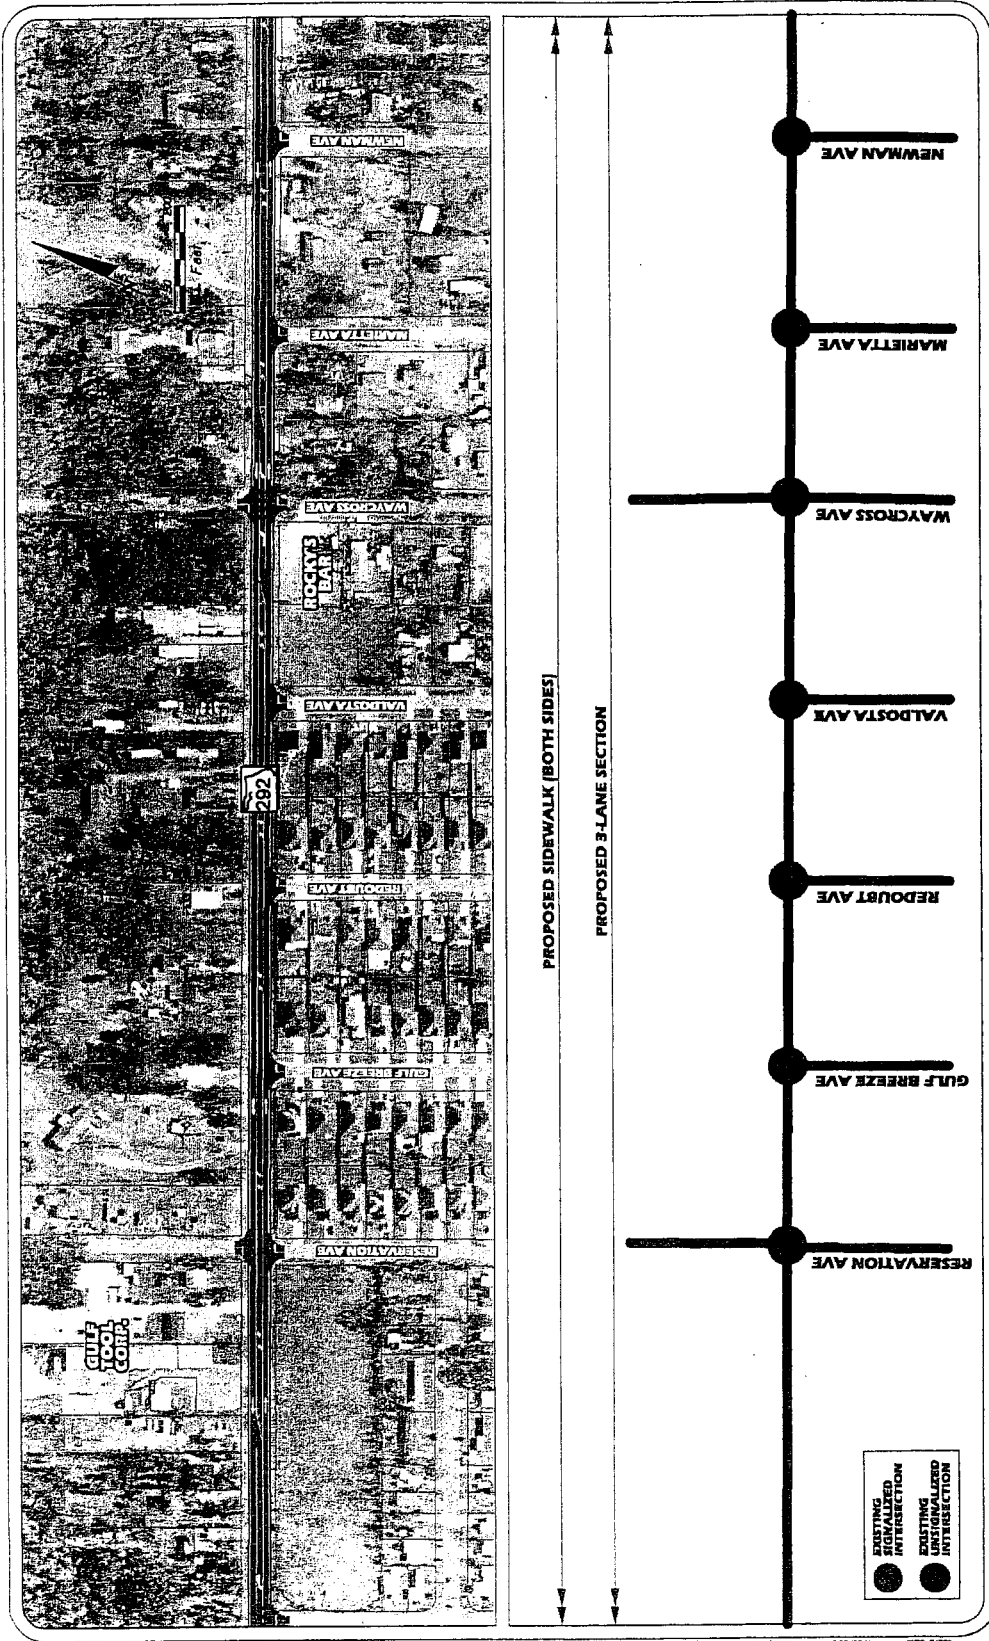 NEWMAN AVE
MARIETTA AVE
WAYCROSS AVE
ROCKY'S
BAR
VALDOSTA AVE
292
REDOUBT AVE
GULF BREEZE AVE
RESERVATION AVE
GULF
TOOL
CORP.
Feet
PROPOSED SIDEWALK (BOTH SIDES)
PROPOSED 3-LANE SECTION
NEWMAN AVE
MARIETTA AVE
WAYCROSS AVE
VALDOSTA AVE
REDOUBT AVE
GULF BREEZE AVE
RESERVATION AVE
EXISTING
SIGNALIZED
INTERSECTION
EXISTING
UNSIGNALIZED
INTERSECTION